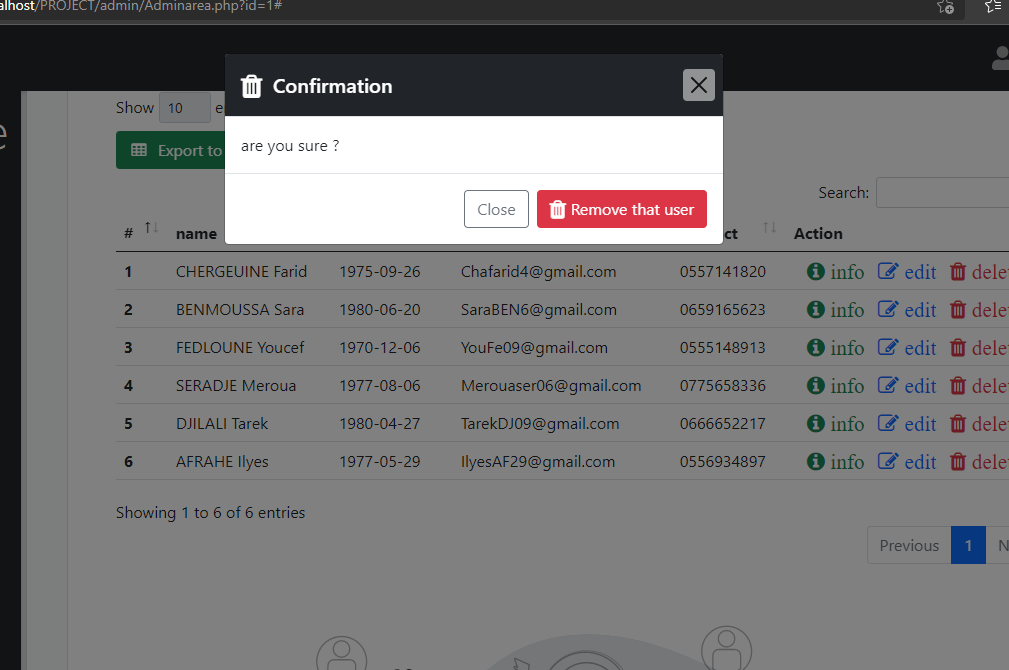 alhost/PROJECT/admin/Adminarea.php?id=1#
Confirmation
are you sure ?
Close Remove that user
Show 10 e
Export to
Search:
# name ct Action
1 CHERGEUINE Farid 1975-09-26 Chafarid4@gmail.com 0557141820 info edit dele
2 BENMOUSSA Sara 1980-06-20 SaraBEN6@gmail.com 0659165623 info edit dele
3 FEDLOUNE Youcef 1970-12-06 YouFe09@gmail.com 0555148913 info edit dele
4 SERADJE Meroua 1977-08-06 Merouaser06@gmail.com 0775658336 info edit dele
5 DJILALI Tarek 1980-04-27 TarekDJ09@gmail.com 0666652217 info edit dele
6 AFRAHE Ilyes 1977-05-29 IlyesAF29@gmail.com 0556934897 info edit dele
Showing 1 to 6 of 6 entries
Previous 1 N